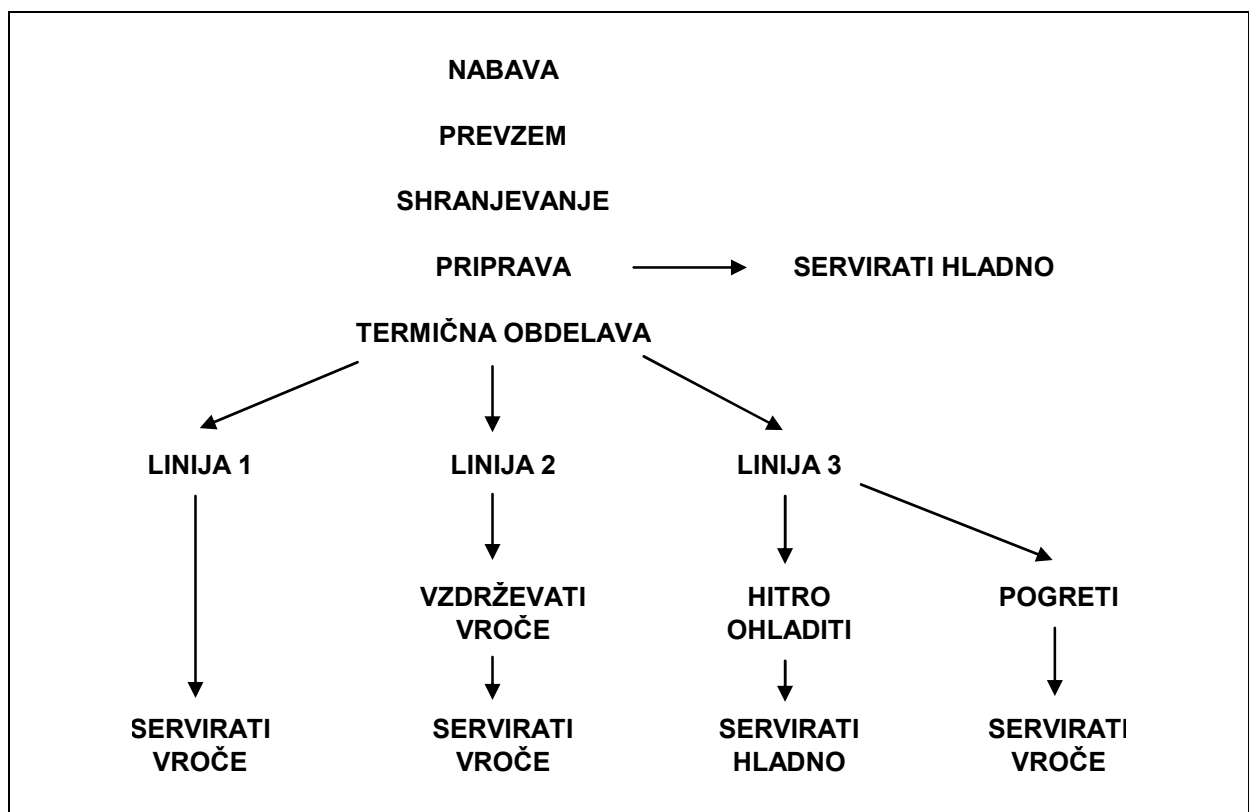 NABAVA
PREVZEM
SHRANJEVANJE
PRIPRAVA SERVIRATI HLADNO
TERMIČNA OBDELAVA
LINIJA 1 LINIJA 2 LINIJA 3
VZDRŽEVATI HITRO POGRETI
VROČE OHLADITI
SERVIRATI SERVIRATI SERVIRATI SERVIRATI
VROČE VROČE HLADNO VROČE